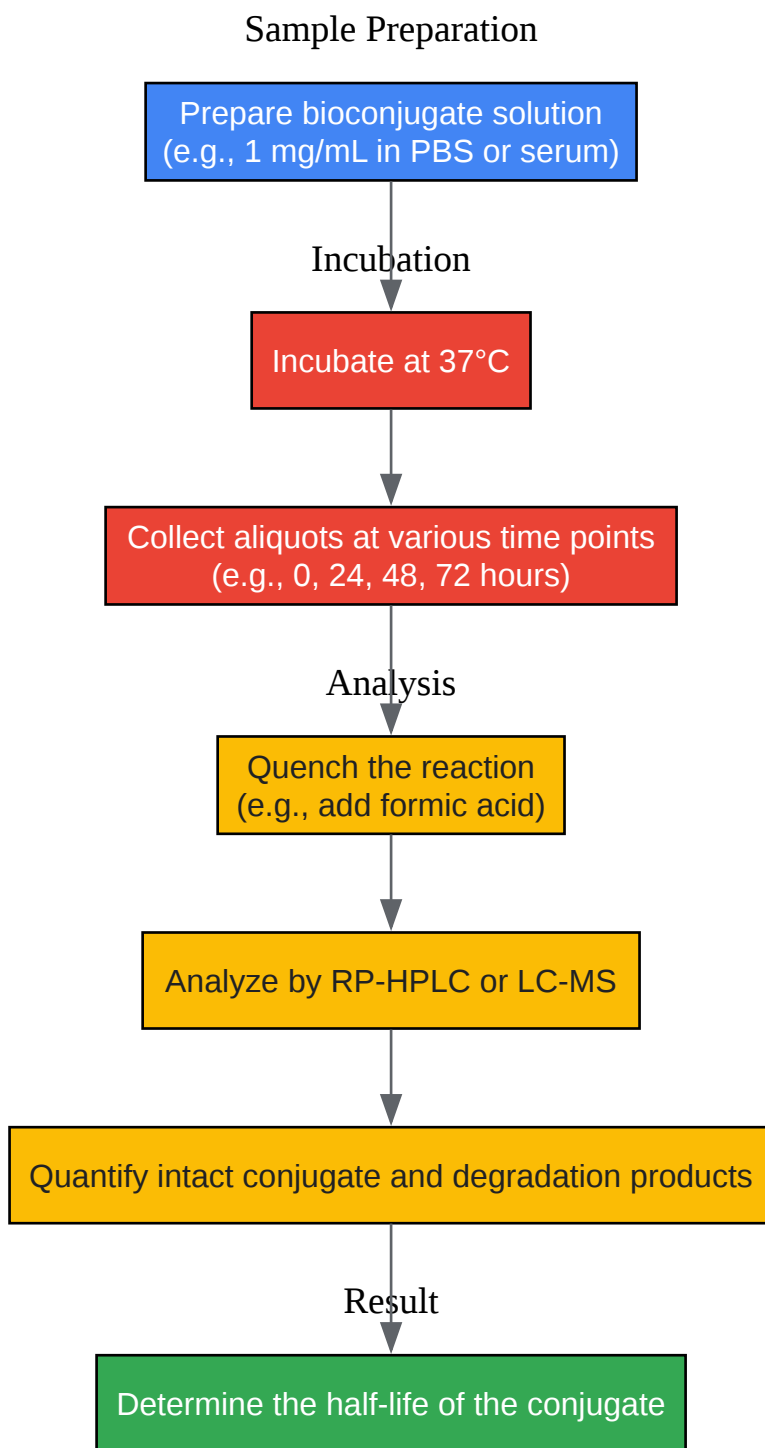 Sample Preparation
Prepare bioconjugate solution
(e.g., 1 mg/mL in PBS or serum)
Incubation
Incubate at 37°C
Collect aliquots at various time points
(e.g., 0, 24, 48, 72 hours)
Analysis
Quench the reaction
(e.g., add formic acid)
Analyze by RP-HPLC or LC-MS
Quantify intact conjugate and degradation products
Result
Determine the half-life of the conjugate